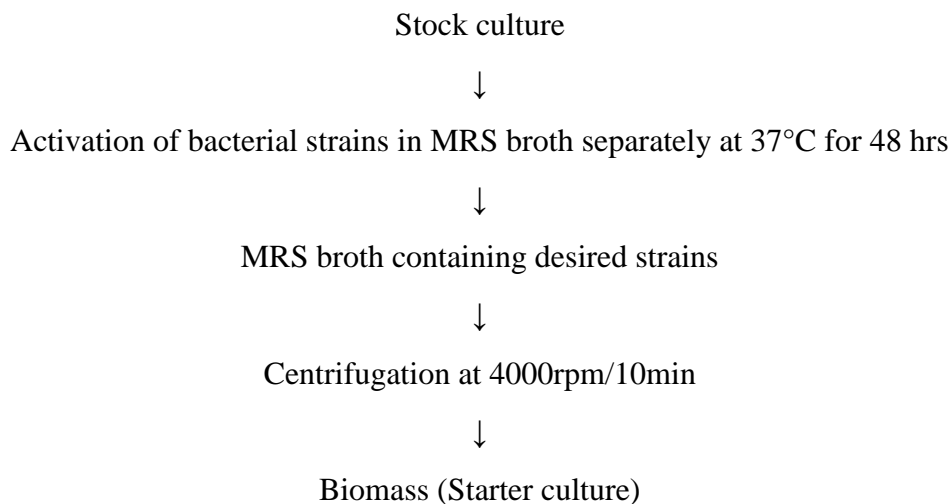 Stock culture
↓
Activation of bacterial strains in MRS broth separately at 37°C for 48 hrs
↓
MRS broth containing desired strains
↓
Centrifugation at 4000rpm/10min
↓
Biomass (Starter culture)